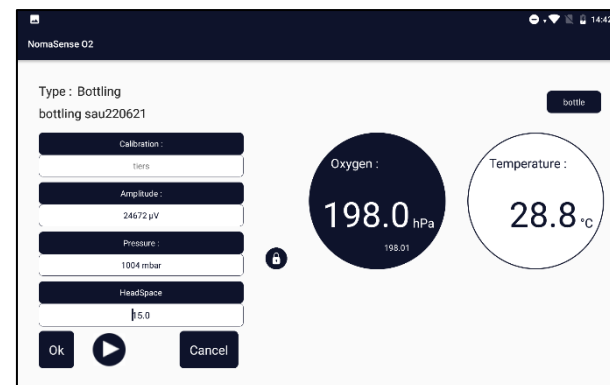 14:42
NomaSense O2
Type : Bottling
bottling sau220621
bottle
Calibration :
tiers
Amplitude :
24672 µV
Pressure :
1004 mbar
HeadSpace
15.0
Ok
Cancel
Oxygen :
198.0 hPa
198.01
Temperature :
28.8 °C